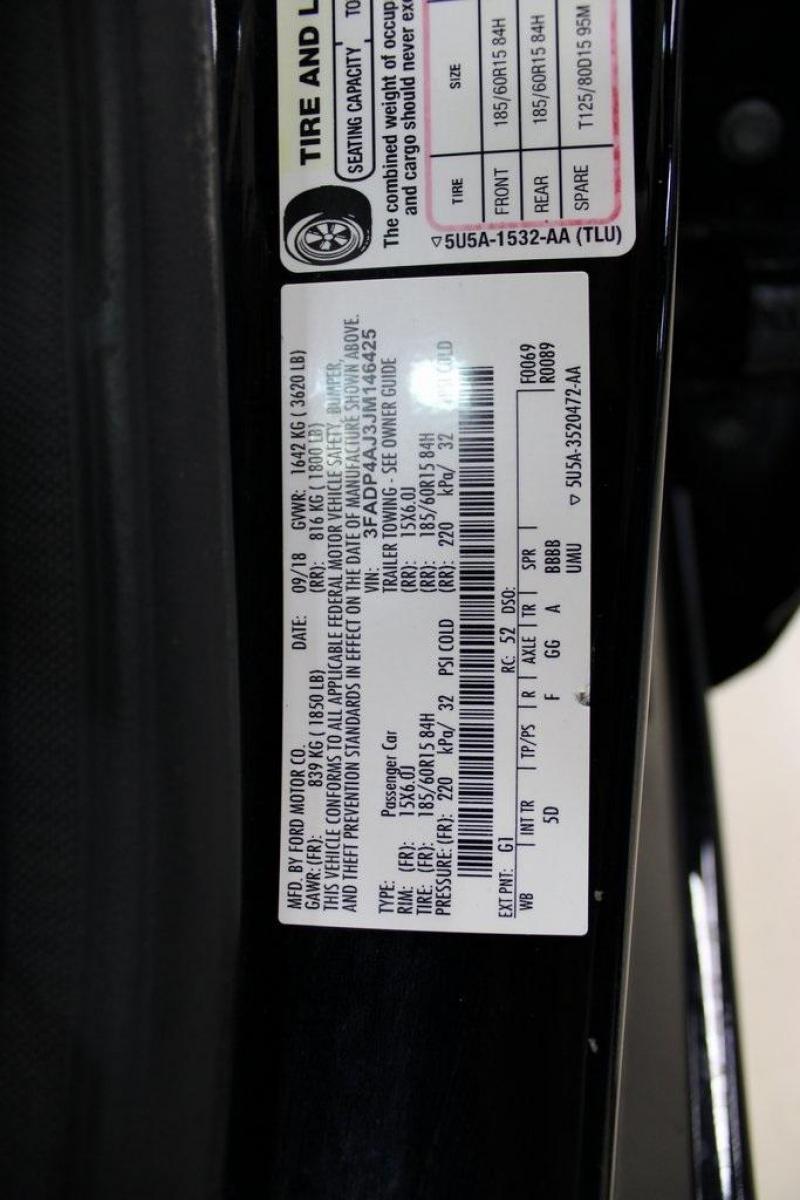 TIRE AND L
SEATING CAPACITY TO
The combined weight of occup
and cargo should never exc
TIRE SIZE
FRONT 185/60R15 84H
REAR 185/60R15 84H
SPARE T125/80D15 95M
▽5U5A-1532-AA (TLU)
MFD. BY FORD MOTOR CO. DATE: 09/18 GVWR: 1642 KG ( 3620 LB)
GAWR: (FR): 839 KG ( 1850 LB) (RR): 816 KG ( 1800 LB)
THIS VEHICLE CONFORMS TO ALL APPLICABLE FEDERAL MOTOR VEHICLE SAFETY, BUMPER,
AND THEFT PREVENTION STANDARDS IN EFFECT ON THE DATE OF MANUFACTURE SHOWN ABOVE.
VIN: 3FADP4AJ3JM146425
TYPE: Passenger Car TRAILER TOWING - SEE OWNER GUIDE
RIM: (FR): 15X6.0J (RR): 15X6.0J
TIRE: (FR): 185/60R15 84H (RR): 185/60R15 84H
PRESSURE: (FR): 220 kPa/ 32 PSI COLD (RR): 220 kPa/ 32 PSI COLD
EXT PNT: G1 RC: 52 DSO: F0069
WB INT TR TP/PS R AXLE TR SPR R0089
5D F GG A BBBB
UMU ▽ 5U5A-3520472-AA